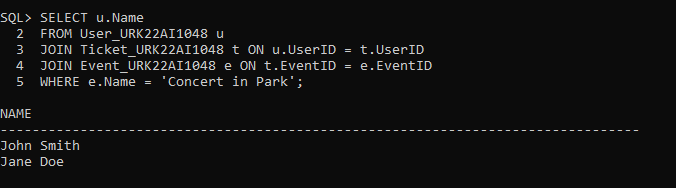 SQL> SELECT u.Name
  2  FROM User_URK22AI1048 u
  3  JOIN Ticket_URK22AI1048 t ON u.UserID = t.UserID
  4  JOIN Event_URK22AI1048 e ON t.EventID = e.EventID
  5  WHERE e.Name = 'Concert in Park';
NAME
--------------------------------------------------------------------------------
John Smith
Jane Doe